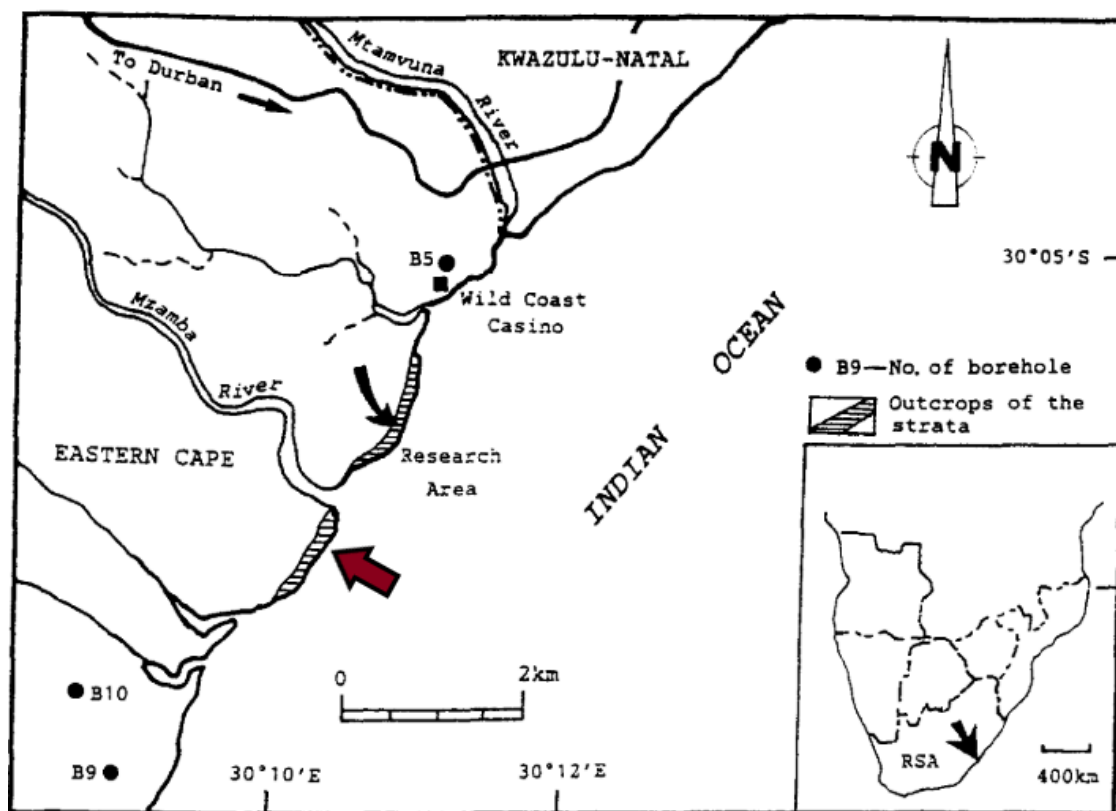 To Durban
Mtamvuna
River
KWAZULU-NATAL
N
B5
Wild Coast
Casino
30°05'S
Mzamba
River
INDIAN OCEAN
B9—No. of borehole
Outcrops of the
strata
EASTERN CAPE
Research
Area
B10
B9
0 2km
30°10'E
30°12'E
RSA
400km